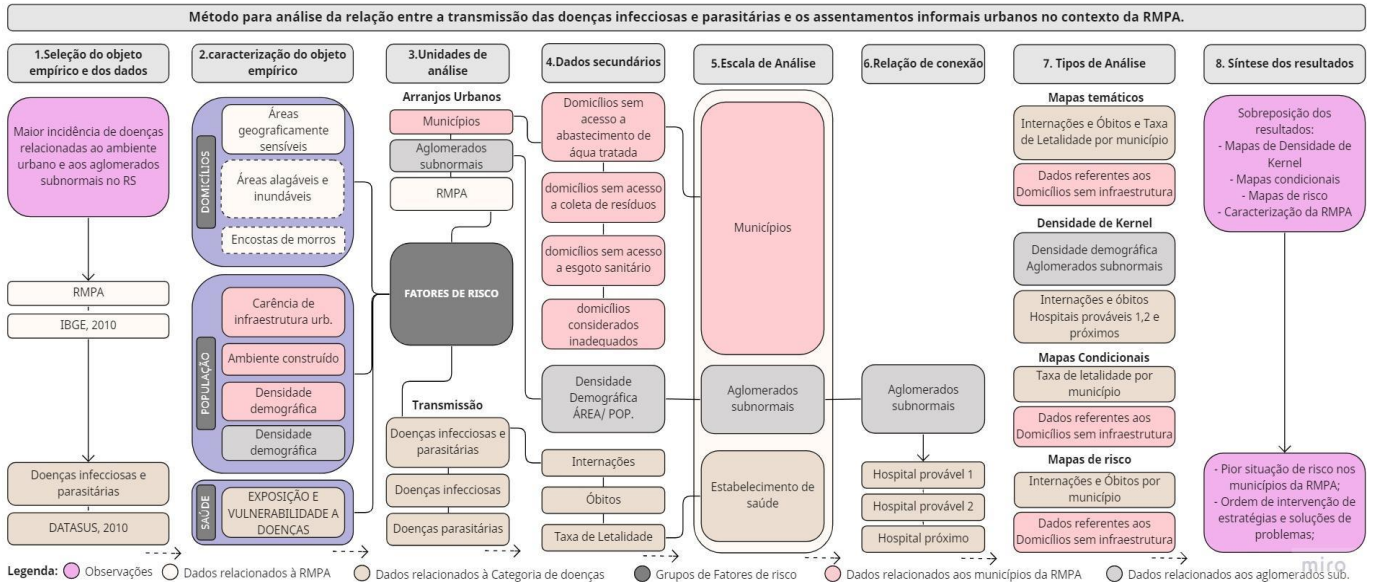 Método para análise da relação entre a transmissão das doenças infecciosas e parasitárias e os assentamentos informais urbanos no contexto da RMPA.
1.Seleção do objeto
empírico e dos dados
Maior incidência de doenças
relacionadas ao ambiente
urbano e aos aglomerados
subnormais no RS
RMPA
IBGE, 2010
Doenças infecciosas e
parasitárias
DATASUS, 2010
2.caracterização do objeto
empírico
DOMICÍLIOS
Áreas
geograficamente
sensíveis
Áreas alagáveis e
inundáveis
Encostas de morros
POPULAÇÃO
Carência de
infraestrutura urb.
Ambiente construído
Densidade
demográfica
Densidade
demográfica
SAÚDE
EXPOSIÇÃO E
VULNERABILIDADE A
DOENÇAS
3.Unidades de
análise
Arranjos Urbanos
Municípios
Aglomerados
subnormais
RMPA
FATORES DE RISCO
Transmissão
Doenças infecciosas e
parasitárias
Doenças infecciosas
Doenças parasitárias
4.Dados secundários
Domicílios sem
acesso a
abastecimento de
água tratada
domicílios sem acesso
a coleta de resíduos
domicílios sem acesso
a esgoto sanitário
domicílios
considerados
inadequados
Densidade
Demográfica
ÁREA/ POP.
Internações
Óbitos
Taxa de Letalidade
5.Escala de Análise
Municípios
Aglomerados
subnormais
Estabelecimento de
saúde
6.Relação de conexão
Aglomerados
subnormais
Hospital provável 1
Hospital provável 2
Hospital próximo
7. Tipos de Análise
Mapas temáticos
Internações e Óbitos e Taxa
de Letalidade por município
Dados referentes aos
Domicílios sem infraestrutura
Densidade de Kernel
Densidade demográfica
Aglomerados subnormais
Internações e óbitos
Hospitais prováveis 1,2 e
próximos
Mapas Condicionais
Taxa de letalidade por
município
Dados referentes aos
Domicílios sem infraestrutura
Mapas de risco
Internações e Óbitos por
município
Dados referentes aos
Domicílios sem infraestrutura
8. Síntese dos resultados
Sobreposição dos
resultados:
- Mapas de Densidade de
Kernel
- Mapas condicionais
- Mapas de risco
- Caracterização da RMPA
- Pior situação de risco nos
municípios da RMPA;
- Ordem de intervenção de
estratégias e soluções de
problemas;
miro
Legenda: Observações Dados relacionados à RMPA Dados relacionados à Categoria de doenças Grupos de Fatores de risco Dados relacionados aos municípios da RMPA Dados relacionados aos aglomerados sub.